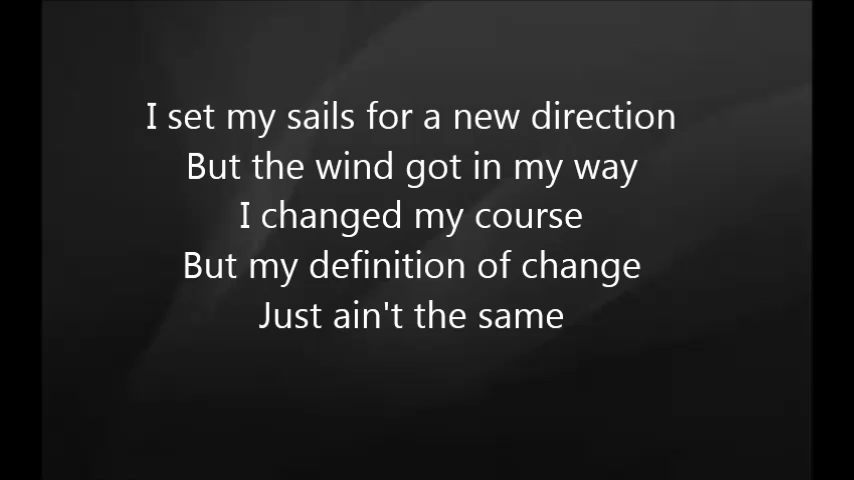 I set my sails for a new direction
But the wind got in my way
I changed my course
But my definition of change
Just ain't the same